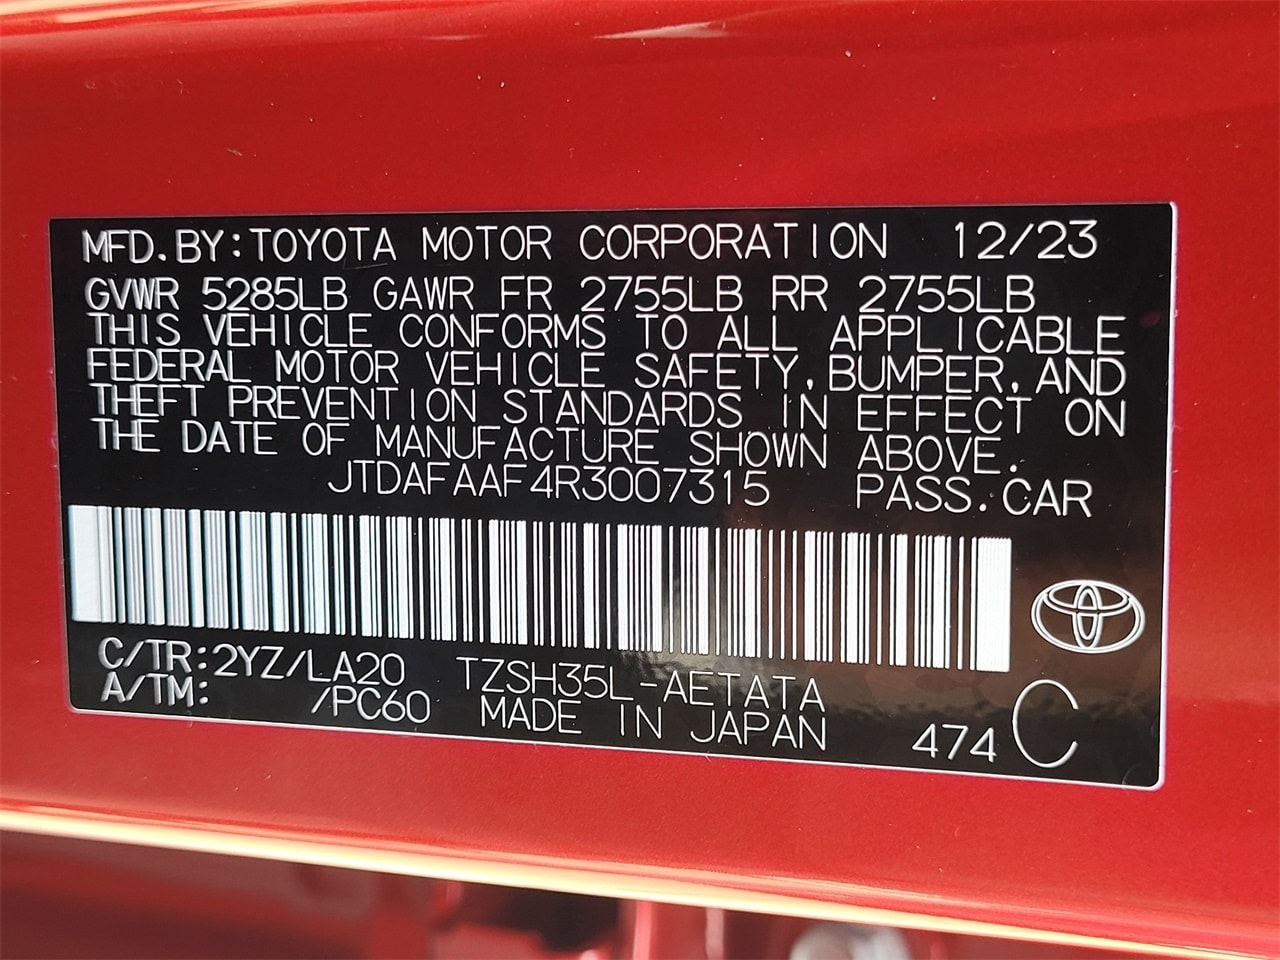 MFD.BY:TOYOTA MOTOR CORPORATION 12/23
GVWR 5285LB GAWR FR 2755LB RR 2755LB
THIS VEHICLE CONFORMS TO ALL APPLICABLE
FEDERAL MOTOR VEHICLE SAFETY,BUMPER,AND
THEFT PREVENTION STANDARDS IN EFFECT ON
THE DATE OF MANUFACTURE SHOWN ABOVE.
JTDAFAAF4R3007315 PASS.CAR
C/TR:2YZ/LA20 TZSH35L-AETATA
A/TM: /PC60 MADE IN JAPAN 474 C